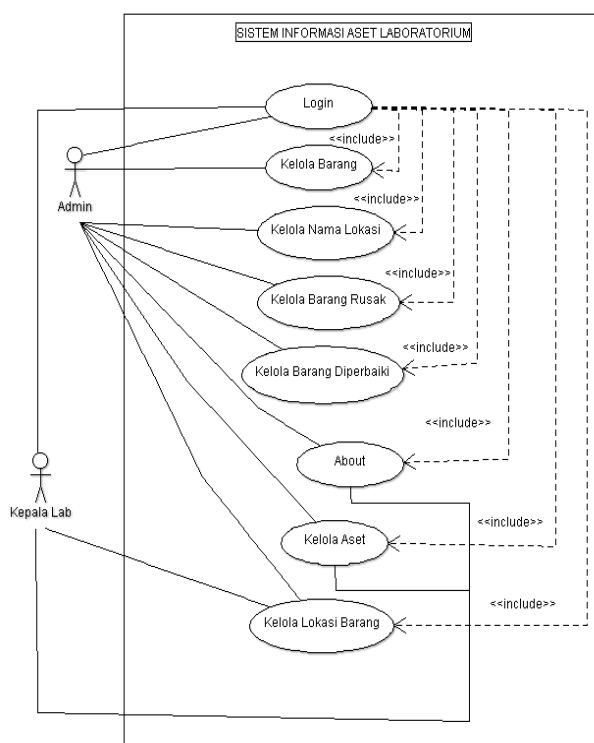 SISTEM INFORMASI ASET LABORATORIUM
Login
<<include>>
Kelola Barang
Admin
<<include>>
Kelola Nama Lokasi
<<include>>
Kelola Barang Rusak
<<include>>
Kelola Barang Diperbaiki
<<include>>
About
Kepala Lab
<<include>>
Kelola Aset
<<include>>
Kelola Lokasi Barang